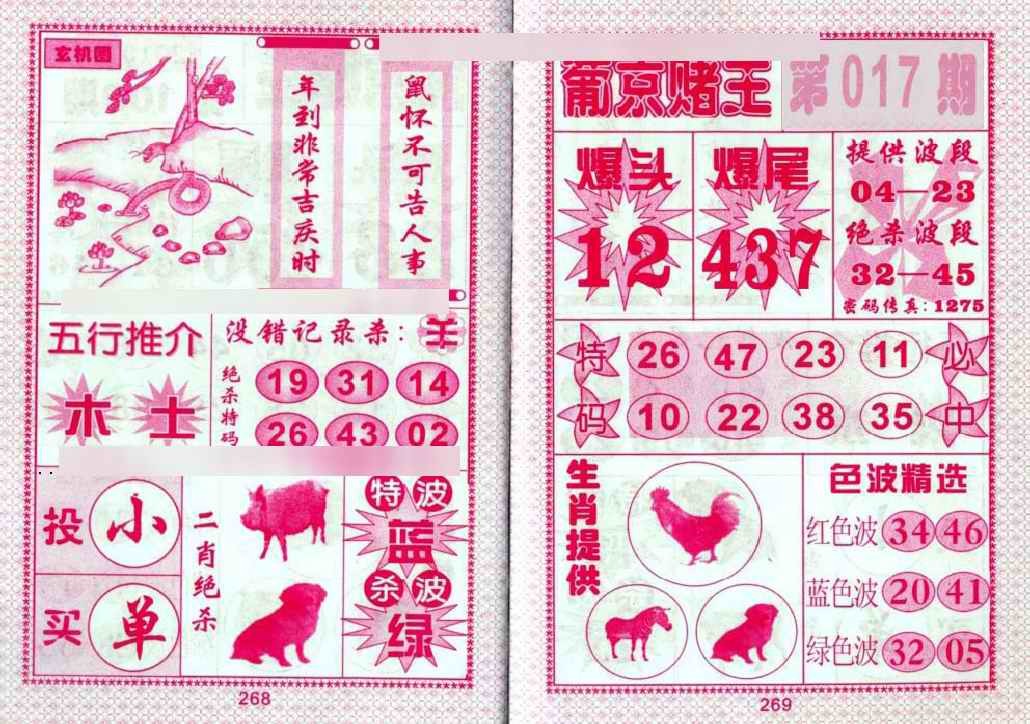 玄机图
鼠怀不可告人事
年到非常吉庆时
五行推介
木 土
没错记录杀：羊
绝杀特码
19 31 14
26 43 02
投 小
买 单
二肖绝杀
特波
蓝
杀波
绿
268
葡京赌王 第017期
爆头
12
爆尾
437
提供波段
04—23
绝杀波段
32—45
密码传真：1275
特 26 47 23 11 必
码 10 22 38 35 中
生肖提供
色波精选
红色波 34 46
蓝色波 20 41
绿色波 32 05
269